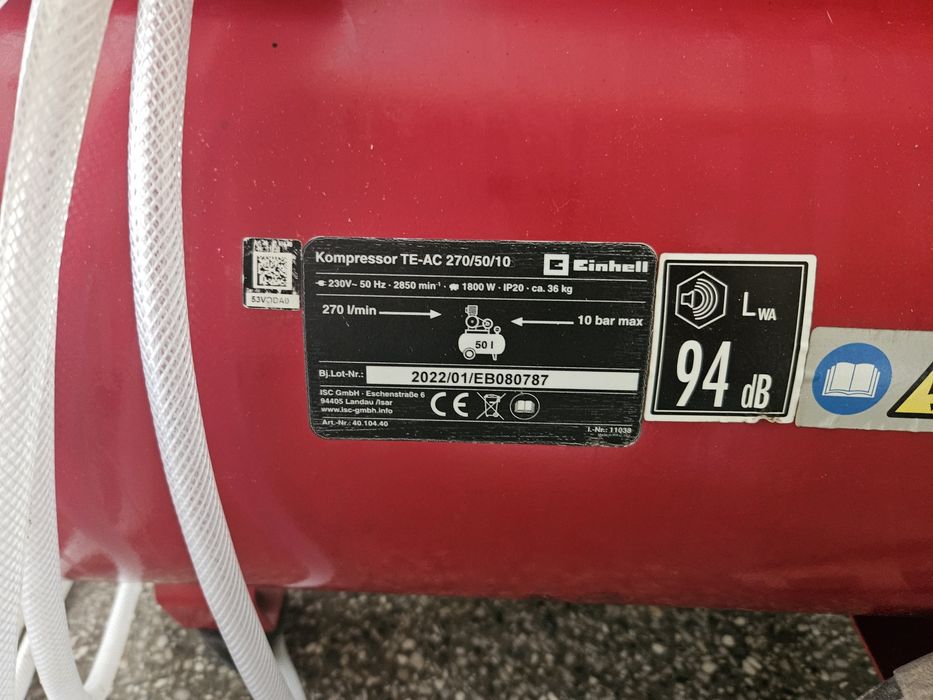 Kompressor TE-AC 270/50/10
Einhell
230V~ 50 Hz · 2850 min⁻¹ · 1800 W · IP20 · ca. 36 kg
270 l/min
10 bar max
50 l
Bj.Lot-Nr.: 2022/01/EB080787
ISC GmbH · Eschenstraße 6
94405 Landau /Isar
www.isc-gmbh.info
CE
Art.-Nr.: 40.104.40
I.-Nr.: 11039
LWA
94 dB